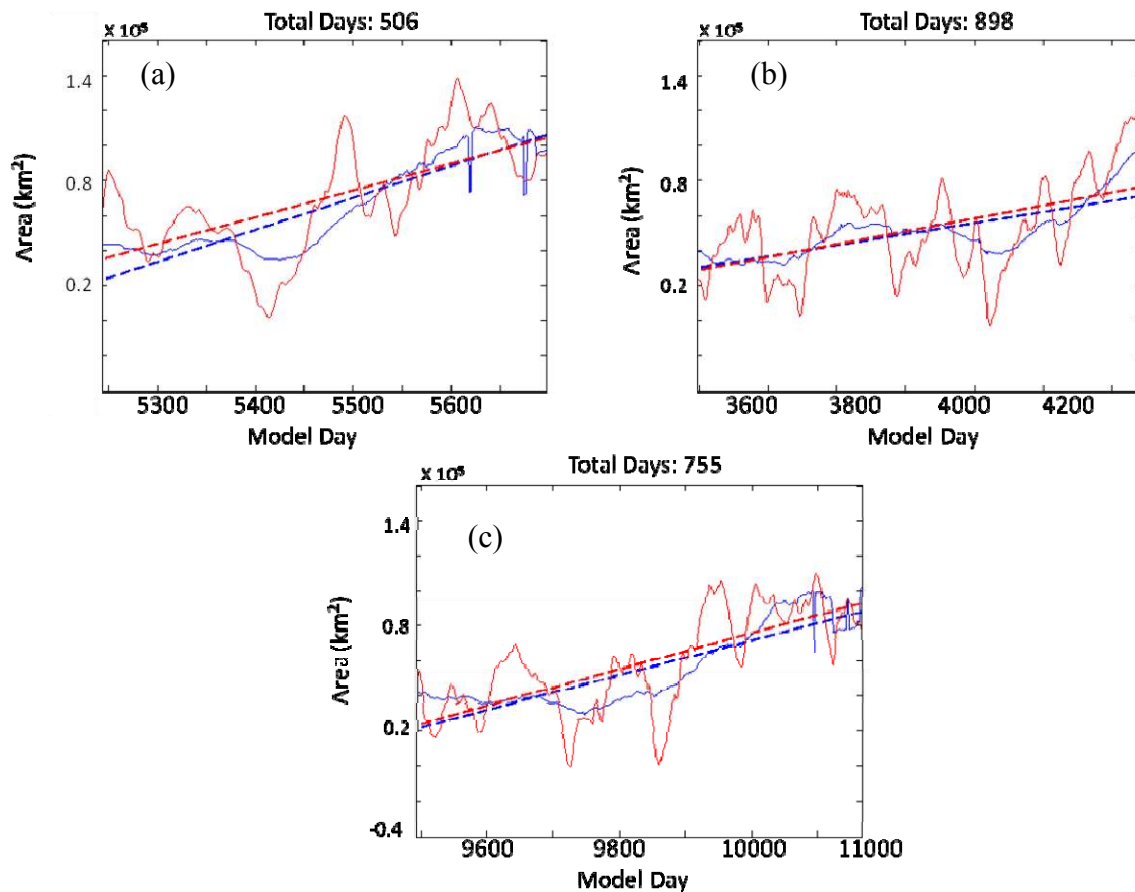 X 10⁵
Total Days: 506
(a)
1.4
0.8
0.2
Area (km²)
5300 5400 5500 5600
Model Day
X 10⁵
Total Days: 898
(b)
1.4
0.8
0.2
Area (km²)
3600 3800 4000 4200
Model Day
X 10⁵
Total Days: 755
(c)
1.4
0.8
0.2
-0.4
Area (km²)
9600 9800 10000 11000
Model Day